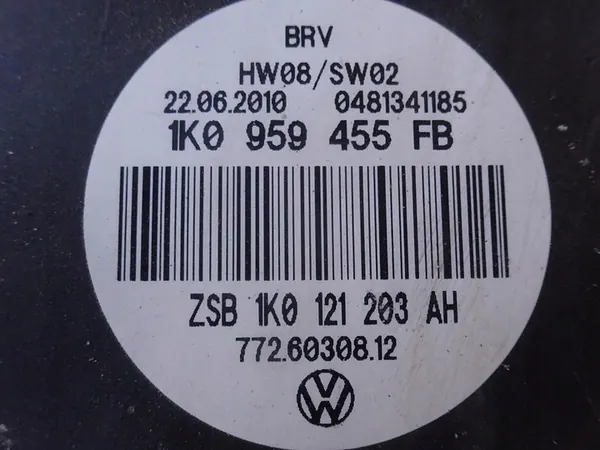 BRV
HW08/SW02
22.06.2010 0481341185
1K0 959 455 FB
ZSB 1K0 121 203 AH
772.60308.12